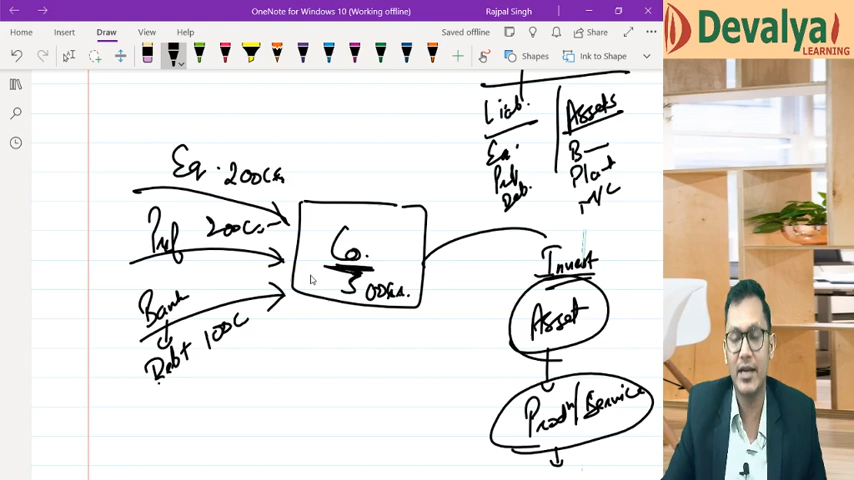 OneNote for Windows 10 (Working offline)
Rajpal Singh
Home
Insert
Draw
View
Help
Saved offline
Share
Shapes
Ink to Shape
Devalya
LEARNING
Liab.
Assets
Eq.
Pref
Deb.
B
Plant
M/C
Eq. 200Cr.
Pref 200Cr.
Bank
Debt 100C
Co.
500Cr.
Invest
Asset
Prodn/Service